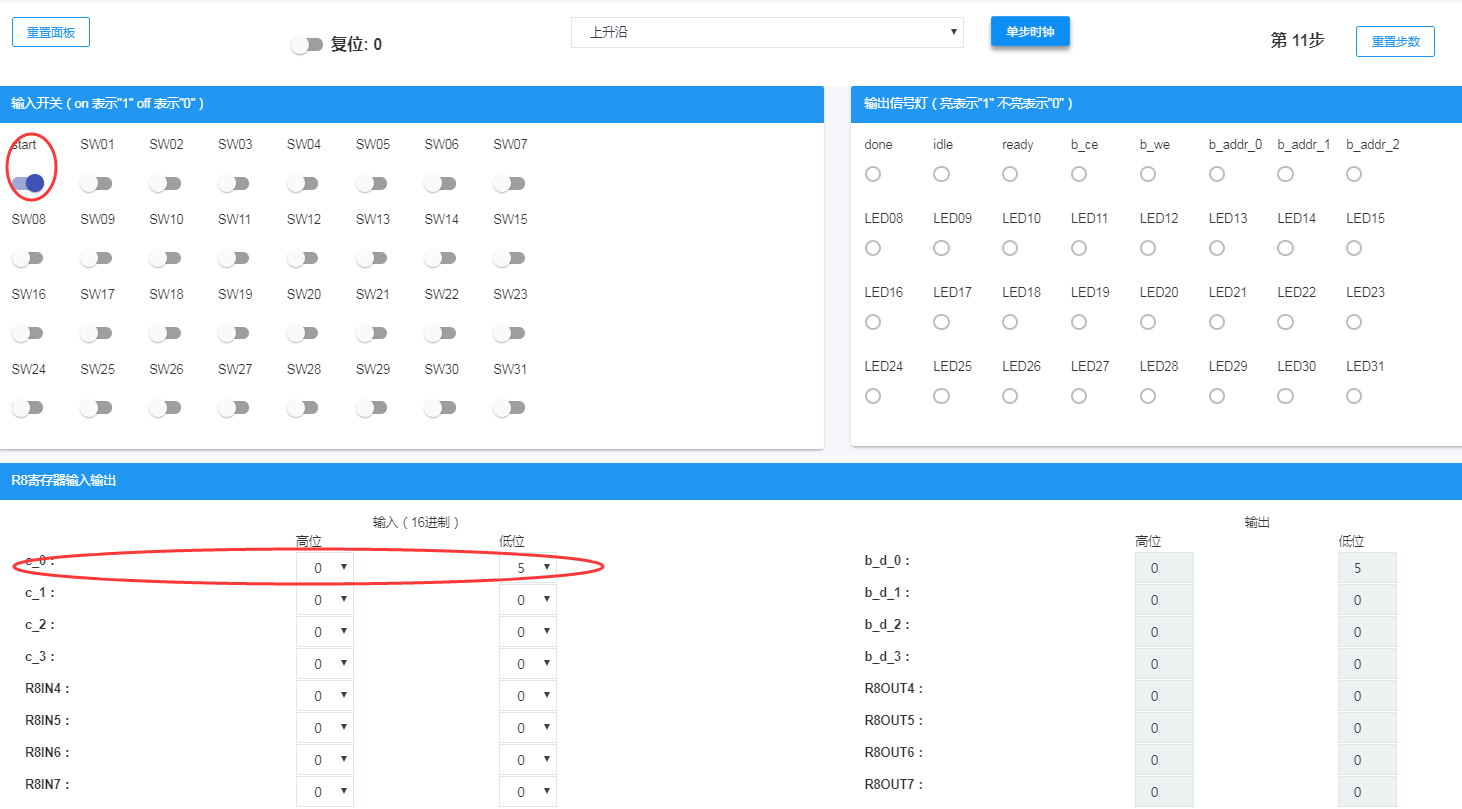 重置面板
复位: 0
上升沿
单步时钟
第 11步
重置步数
输入开关 ( on 表示"1" off 表示"0" )
输出信号灯 ( 亮表示"1" 不亮表示"0" )
start SW01 SW02 SW03 SW04 SW05 SW06 SW07
SW08 SW09 SW10 SW11 SW12 SW13 SW14 SW15
SW16 SW17 SW18 SW19 SW20 SW21 SW22 SW23
SW24 SW25 SW26 SW27 SW28 SW29 SW30 SW31
done idle ready b_ce b_we b_addr_0 b_addr_1 b_addr_2
LED08 LED09 LED10 LED11 LED12 LED13 LED14 LED15
LED16 LED17 LED18 LED19 LED20 LED21 LED22 LED23
LED24 LED25 LED26 LED27 LED28 LED29 LED30 LED31
R8寄存器输入输出
输入 ( 16进制 )
高位 低位
c_0 : 0 5
c_1 : 0 0
c_2 : 0 0
c_3 : 0 0
R8IN4 : 0 0
R8IN5 : 0 0
R8IN6 : 0 0
R8IN7 : 0 0
输出
高位 低位
b_d_0 : 0 5
b_d_1 : 0 0
b_d_2 : 0 0
b_d_3 : 0 0
R8OUT4 : 0 0
R8OUT5 : 0 0
R8OUT6 : 0 0
R8OUT7 : 0 0